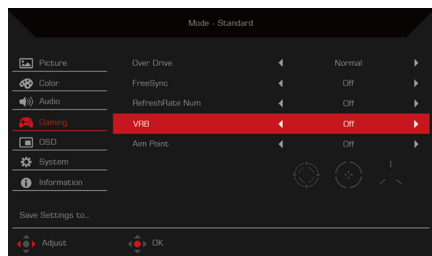 Mode - Standard
Picture
Over Drive Normal
Color
FreeSync Off
Audio
RefreshRate Num Off
Gaming
VRB Off
OSD
Aim Point Off
System
Information
Save Settings to...
Adjust OK